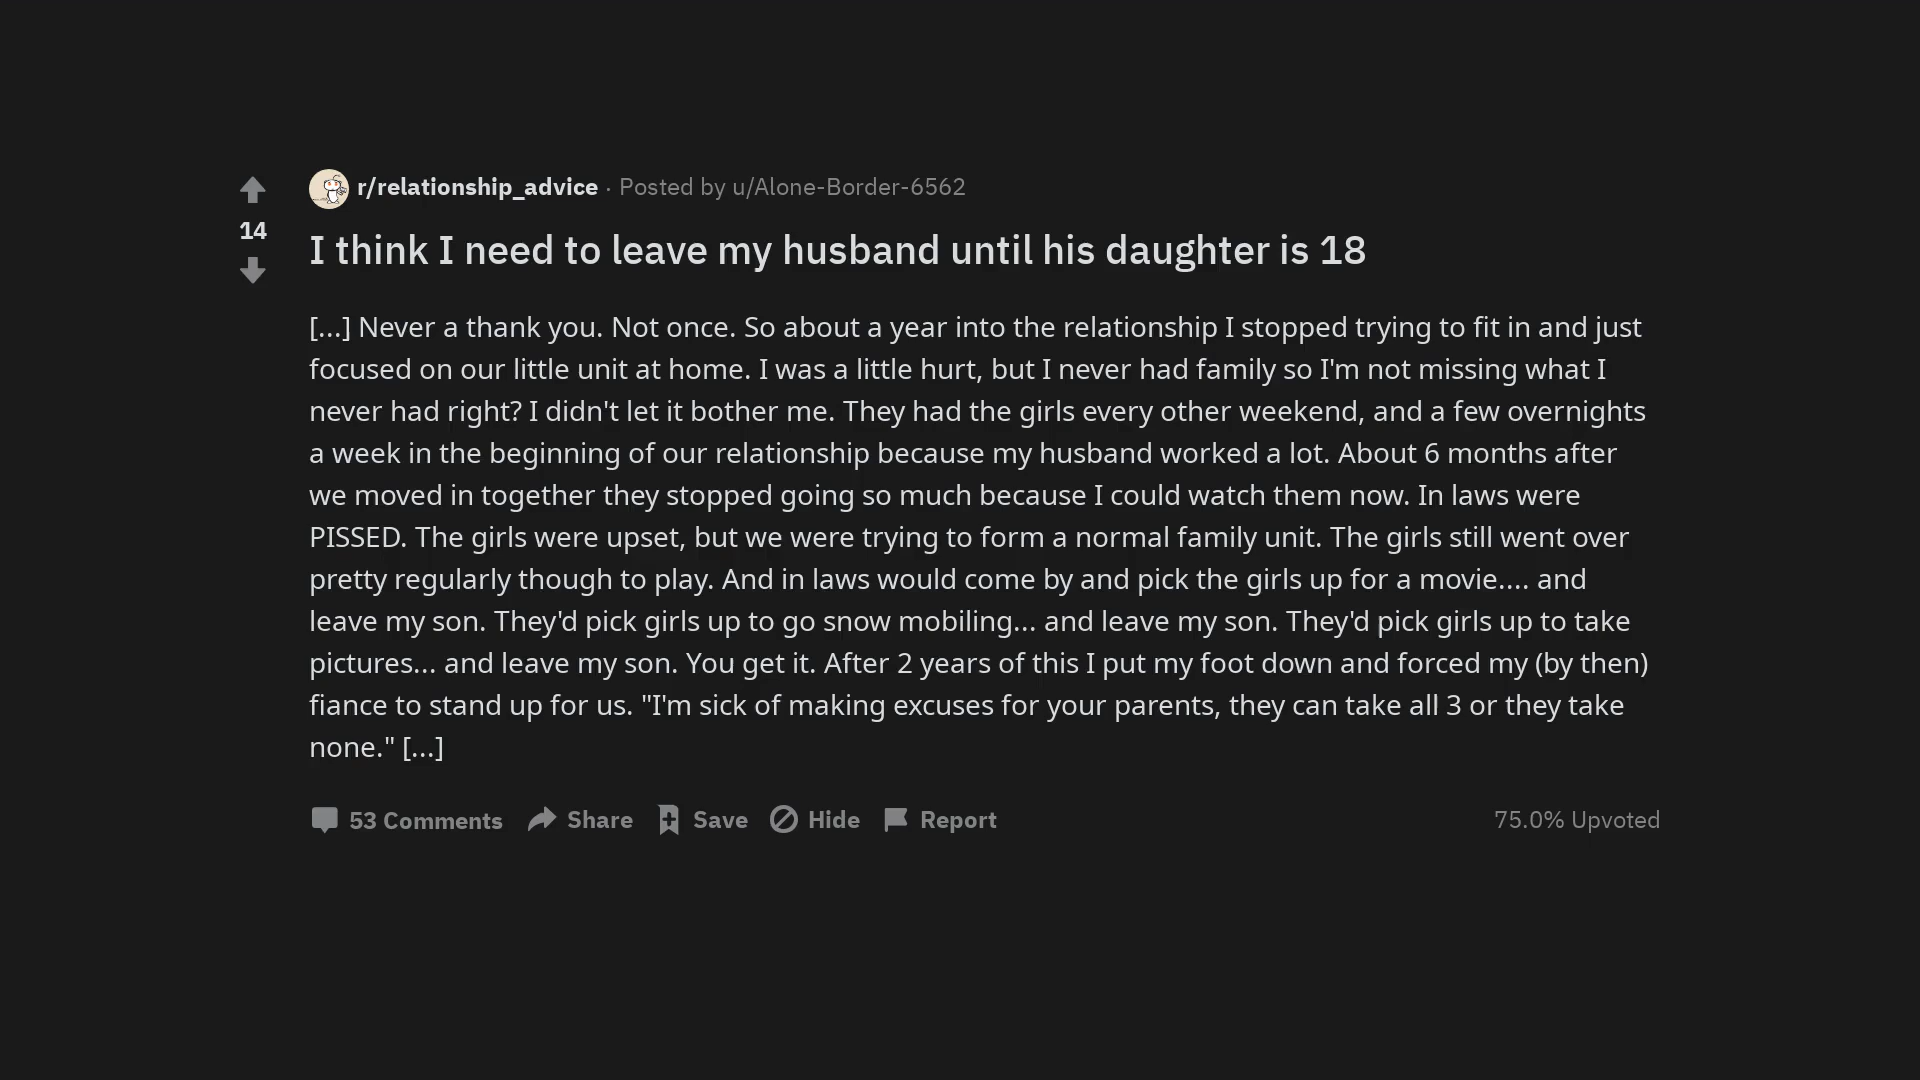 r/relationship_advice · Posted by u/Alone-Border-6562
14
I think I need to leave my husband until his daughter is 18
[...] Never a thank you. Not once. So about a year into the relationship I stopped trying to fit in and just
focused on our little unit at home. I was a little hurt, but I never had family so I'm not missing what I
never had right? I didn't let it bother me. They had the girls every other weekend, and a few overnights
a week in the beginning of our relationship because my husband worked a lot. About 6 months after
we moved in together they stopped going so much because I could watch them now. In laws were
PISSED. The girls were upset, but we were trying to form a normal family unit. The girls still went over
pretty regularly though to play. And in laws would come by and pick the girls up for a movie.... and
leave my son. They'd pick girls up to go snow mobiling... and leave my son. They'd pick girls up to take
pictures... and leave my son. You get it. After 2 years of this I put my foot down and forced my (by then)
fiance to stand up for us. "I'm sick of making excuses for your parents, they can take all 3 or they take
none." [...]
53 Comments Share Save Hide Report 75.0% Upvoted